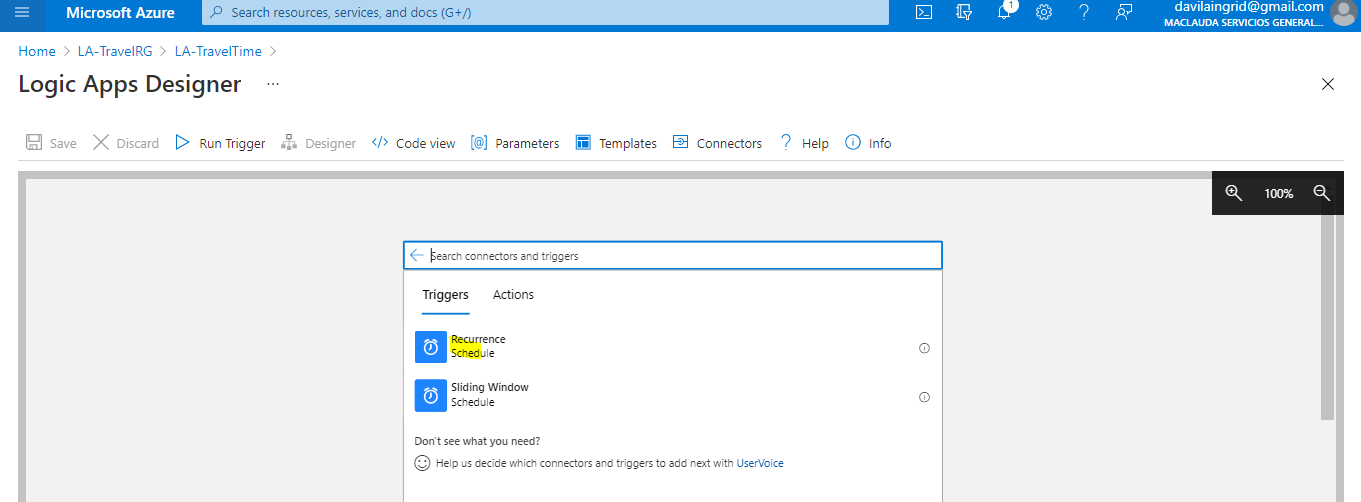 Microsoft Azure
Search resources, services, and docs (G+/)
1
davilaingrid@gmail.com
MACLAUDA SERVICIOS GENERAL...
Home > LA-TravelRG > LA-TravelTime >
Logic Apps Designer ...
Save Discard Run Trigger Designer </> Code view [@] Parameters Templates Connectors ? Help Info
100%
Search connectors and triggers
Triggers Actions
Recurrence
Schedule
Sliding Window
Schedule
Don't see what you need?
Help us decide which connectors and triggers to add next with UserVoice